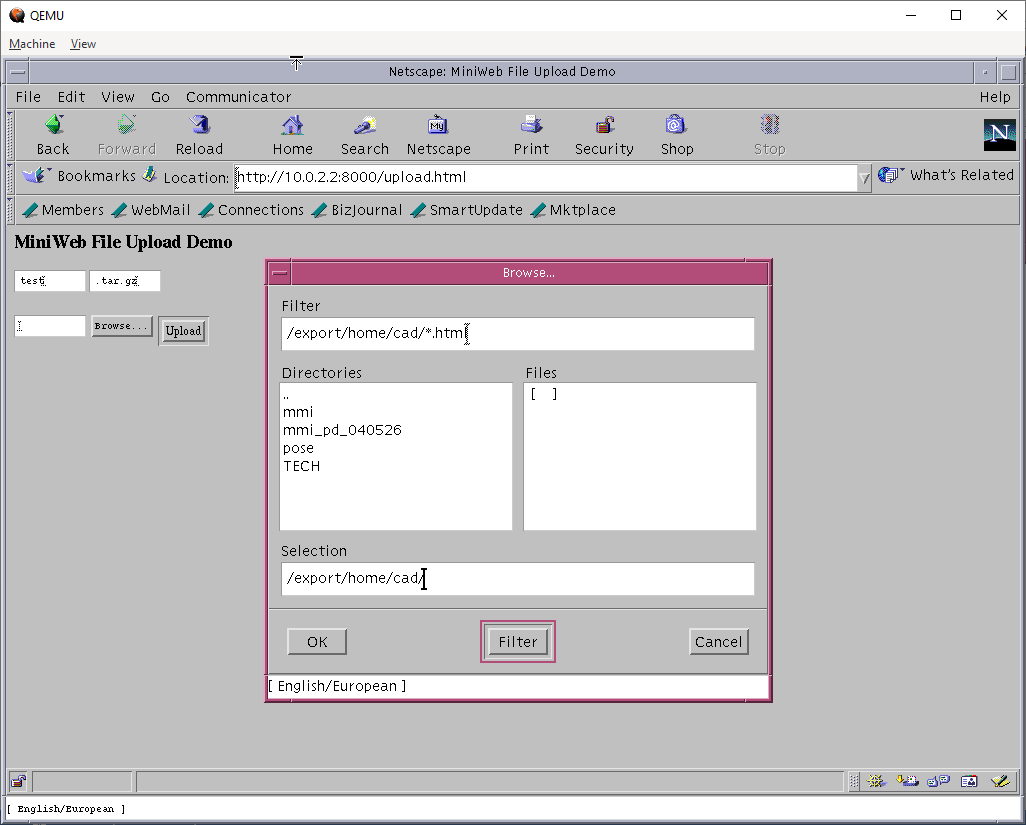 QEMU
Machine View
Netscape: MiniWeb File Upload Demo
File Edit View Go Communicator Help
Back Forward Reload Home Search Netscape Print Security Shop Stop
My
N
Bookmarks Location: http://10.0.2.2:8000/upload.html What's Related
Members WebMail Connections BizJournal SmartUpdate Mktplace
MiniWeb File Upload Demo
test .tar.gz
Browse... Upload
Browse...
Filter
/export/home/cad/*.html
Directories Files
.. [ ]
mmi
mmi_pd_040526
pose
TECH
Selection
/export/home/cad/
OK Filter Cancel
[ English/European ]
[ English/European ]